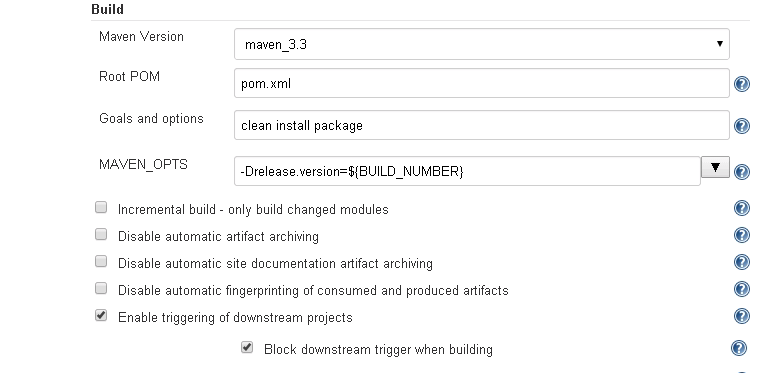 Build
Maven Version
maven_3.3
Root POM
pom.xml
Goals and options
clean install package
MAVEN_OPTS
-Drelease.version=${BUILD_NUMBER}
Incremental build - only build changed modules
Disable automatic artifact archiving
Disable automatic site documentation artifact archiving
Disable automatic fingerprinting of consumed and produced artifacts
Enable triggering of downstream projects
Block downstream trigger when building